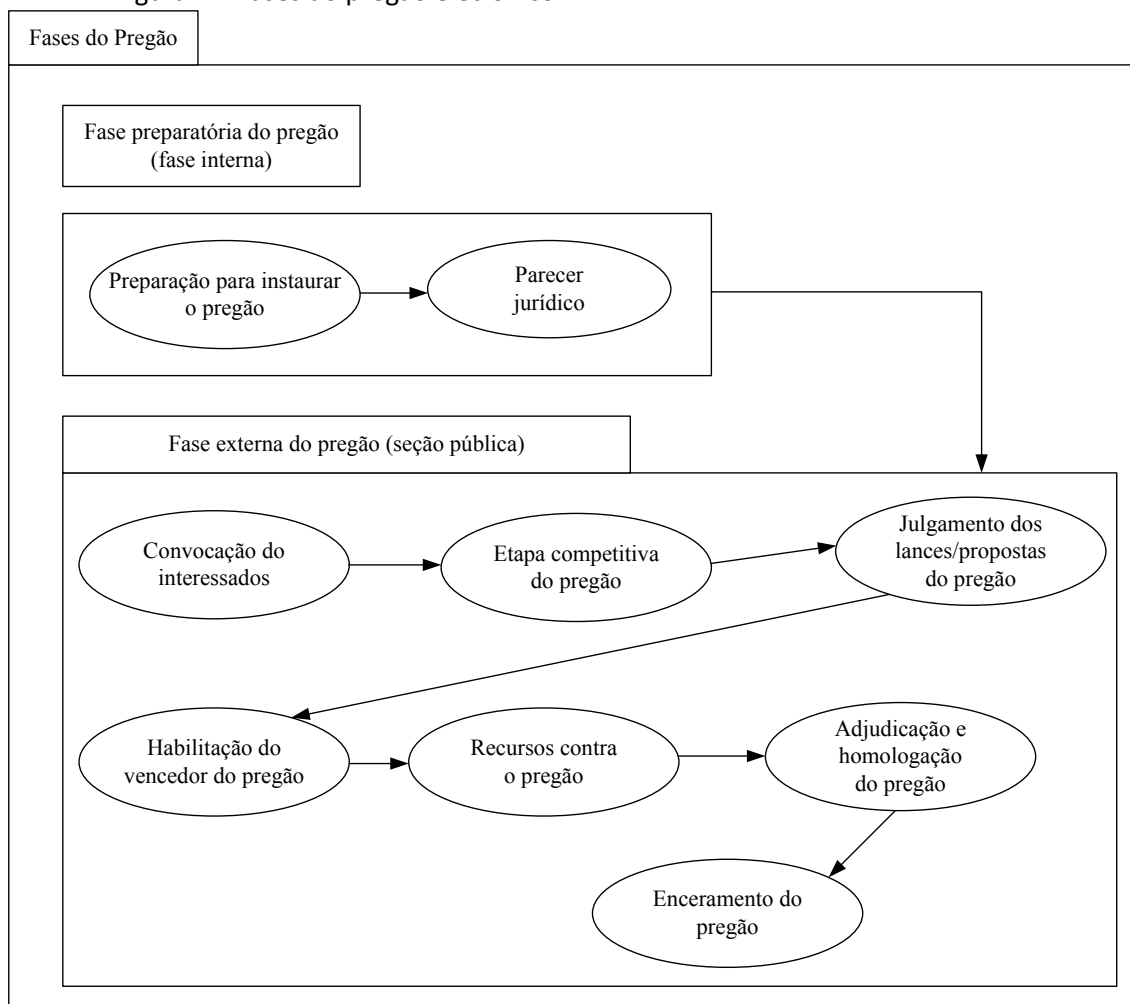 Fases do Pregão
Fase preparatória do pregão
(fase interna)
Preparação para instaurar
o pregão
Parecer
jurídico
Fase externa do pregão (seção pública)
Convocação do
interessados
Etapa competitiva
do pregão
Julgamento dos
lances/propostas
do pregão
Habilitação do
vencedor do pregão
Recursos contra
o pregão
Adjudicação e
homologação
do pregão
Enceramento do
pregão